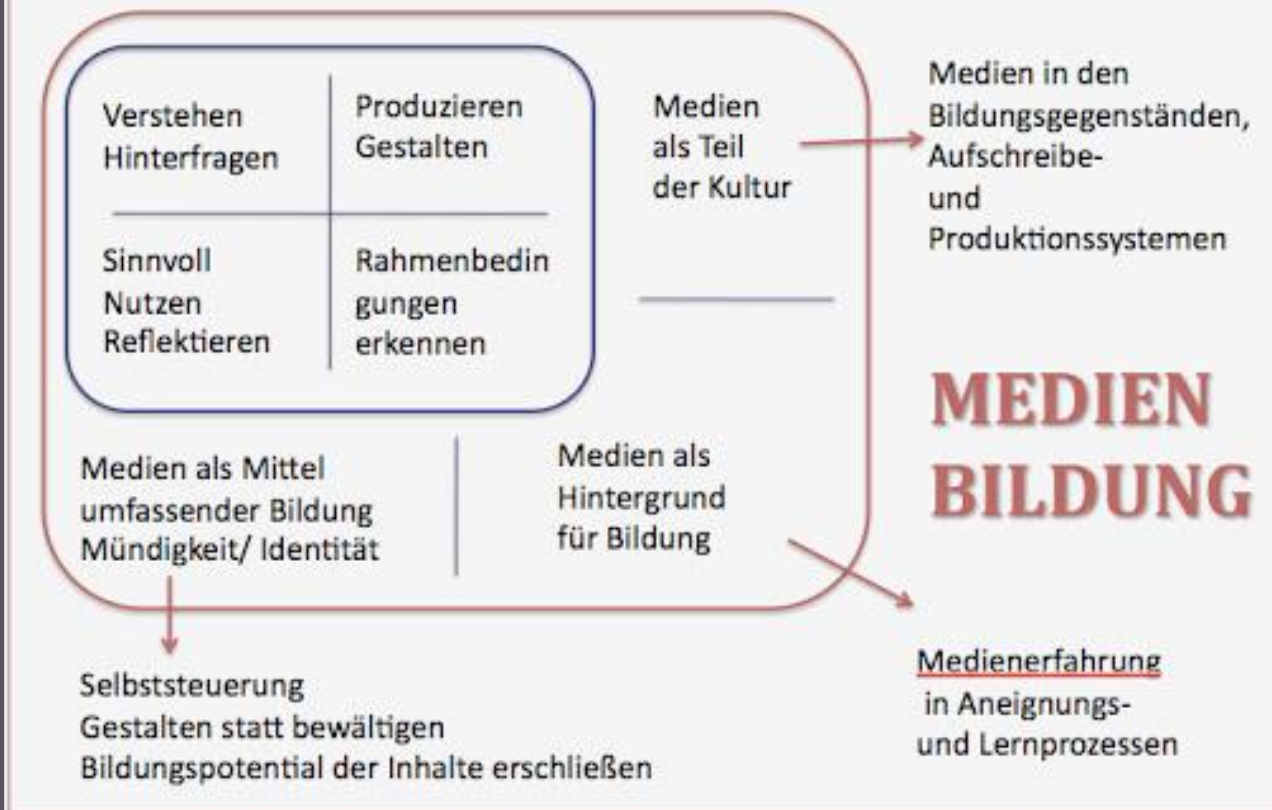 Verstehen
Hinterfragen
Produzieren
Gestalten
Sinnvoll
Nutzen
Reflektieren
Rahmenbedin
gungen
erkennen
Medien
als Teil
der Kultur
Medien in den
Bildungsgegenständen,
Aufschreibe-
und
Produktionssystemen
MEDIEN
BILDUNG
Medien als Mittel
umfassender Bildung
Mündigkeit/ Identität
Medien als
Hintergrund
für Bildung
Selbststeuerung
Gestalten statt bewältigen
Bildungspotential der Inhalte erschließen
Medienerfahrung
in Aneignungs-
und Lernprozessen